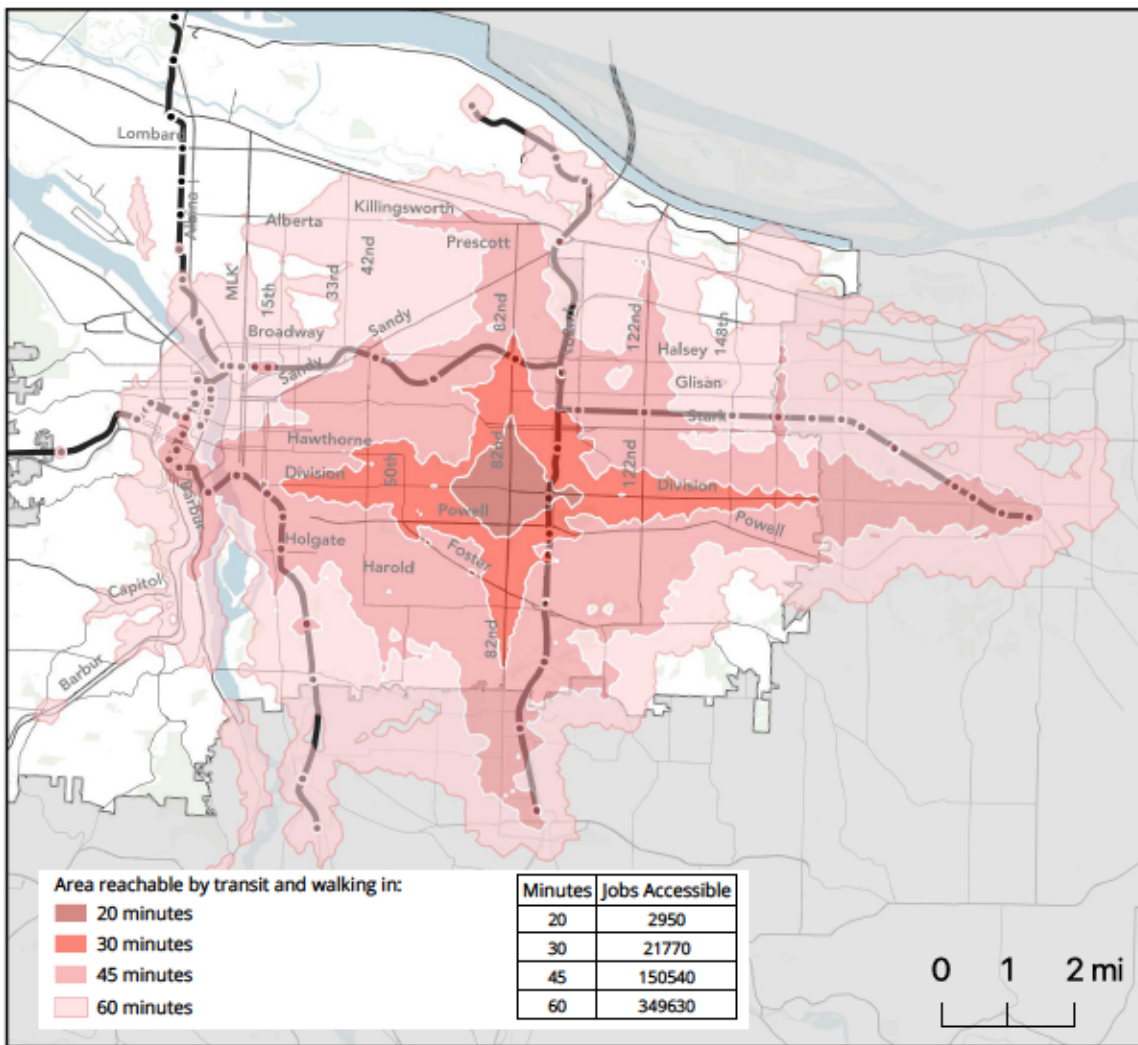 Lombard
Albina
Killingsworth
Alberta
Prescott
42nd
MLK
15th
33rd
82nd
122nd
148th
Broadway
Sandy
Halsey
Sandy
Glisan
Stark
Hawthorne
82nd
122nd
50th
Division
Division
Powell
Powell
Barbur
Holgate
Foster
Harold
Capitol
82nd
Barbur
Area reachable by transit and walking in:
20 minutes
30 minutes
45 minutes
60 minutes
Minutes Jobs Accessible
20 2950
30 21770
45 150540
60 349630
0 1 2 mi